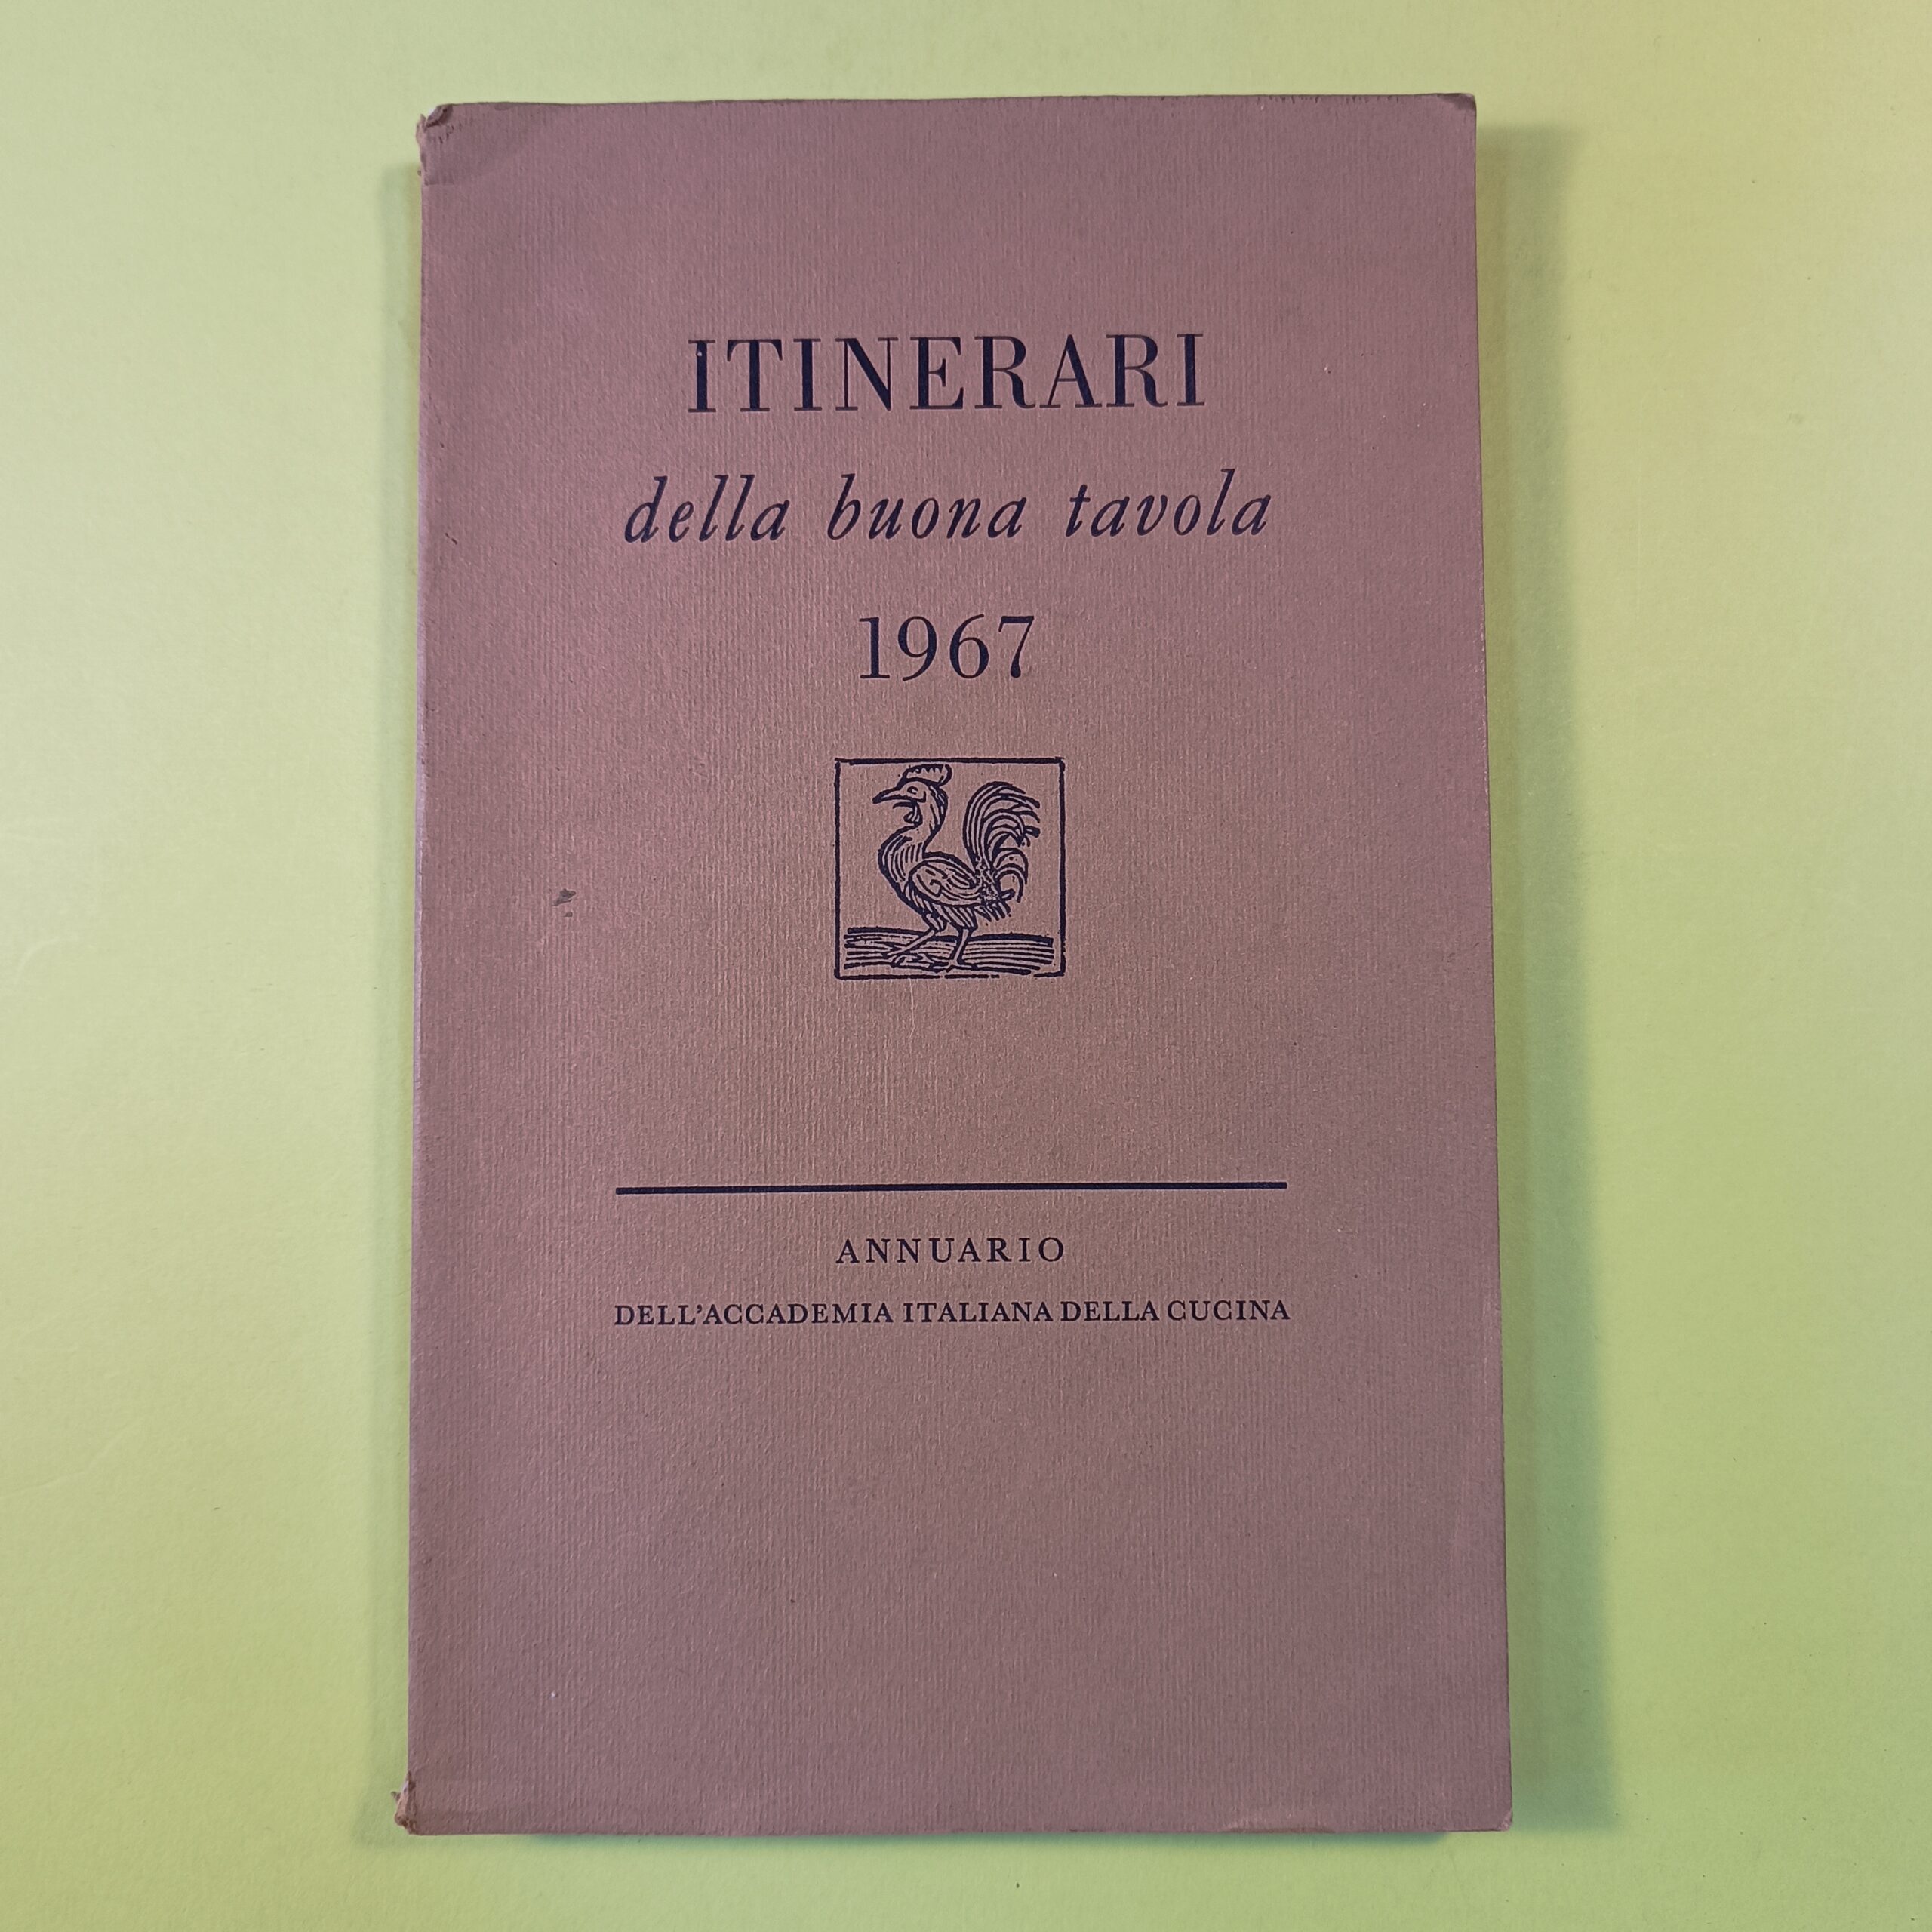 ITINERARI
della buona tavola
1967
ANNUARIO
DELL'ACCADEMIA ITALIANA DELLA CUCINA